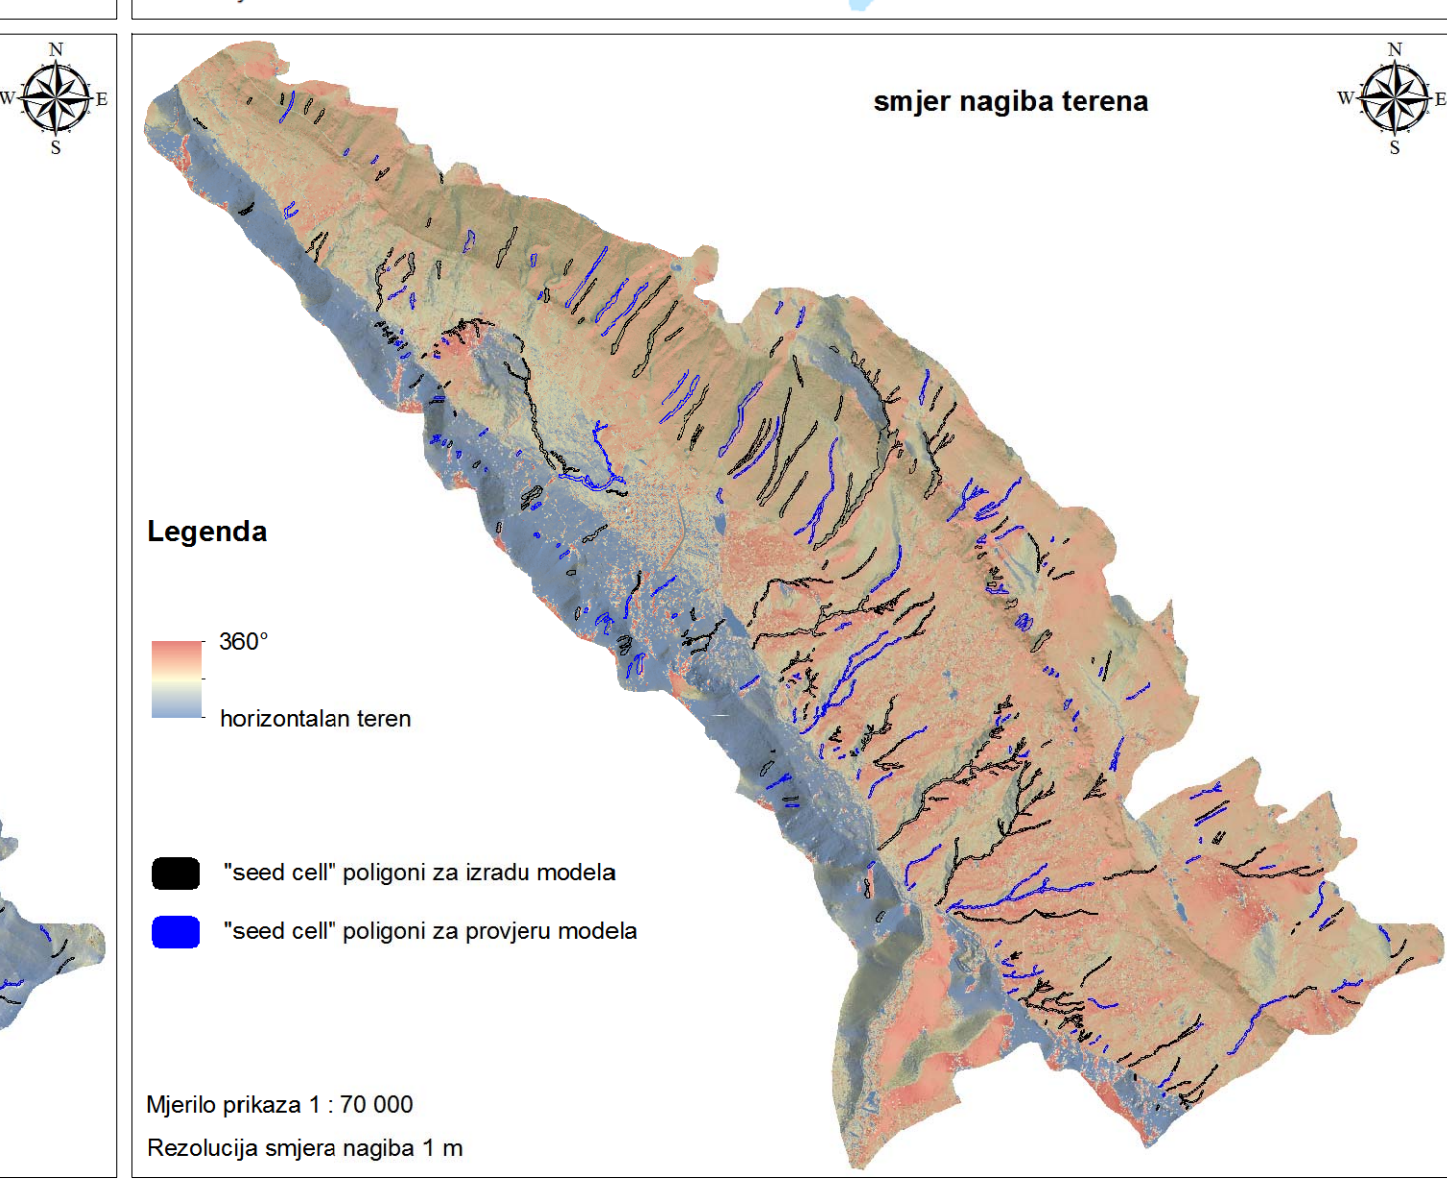 N
W E
S
smjer nagiba terena
N
W E
S
Legenda
360°
horizontalan teren
"seed cell" poligoni za izradu modela
"seed cell" poligoni za provjeru modela
Mjerilo prikaza 1 : 70 000
Rezolucija smjera nagiba 1 m